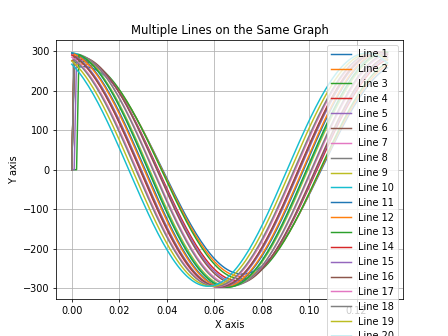 Multiple Lines on the Same Graph
Y axis
300
200
100
0
−100
−200
−300
0.00
0.02
0.04
0.06
0.08
0.10
X axis
Line 1
Line 2
Line 3
Line 4
Line 5
Line 6
Line 7
Line 8
Line 9
Line 10
Line 11
Line 12
Line 13
Line 14
Line 15
Line 16
Line 17
Line 18
Line 19
Line 20